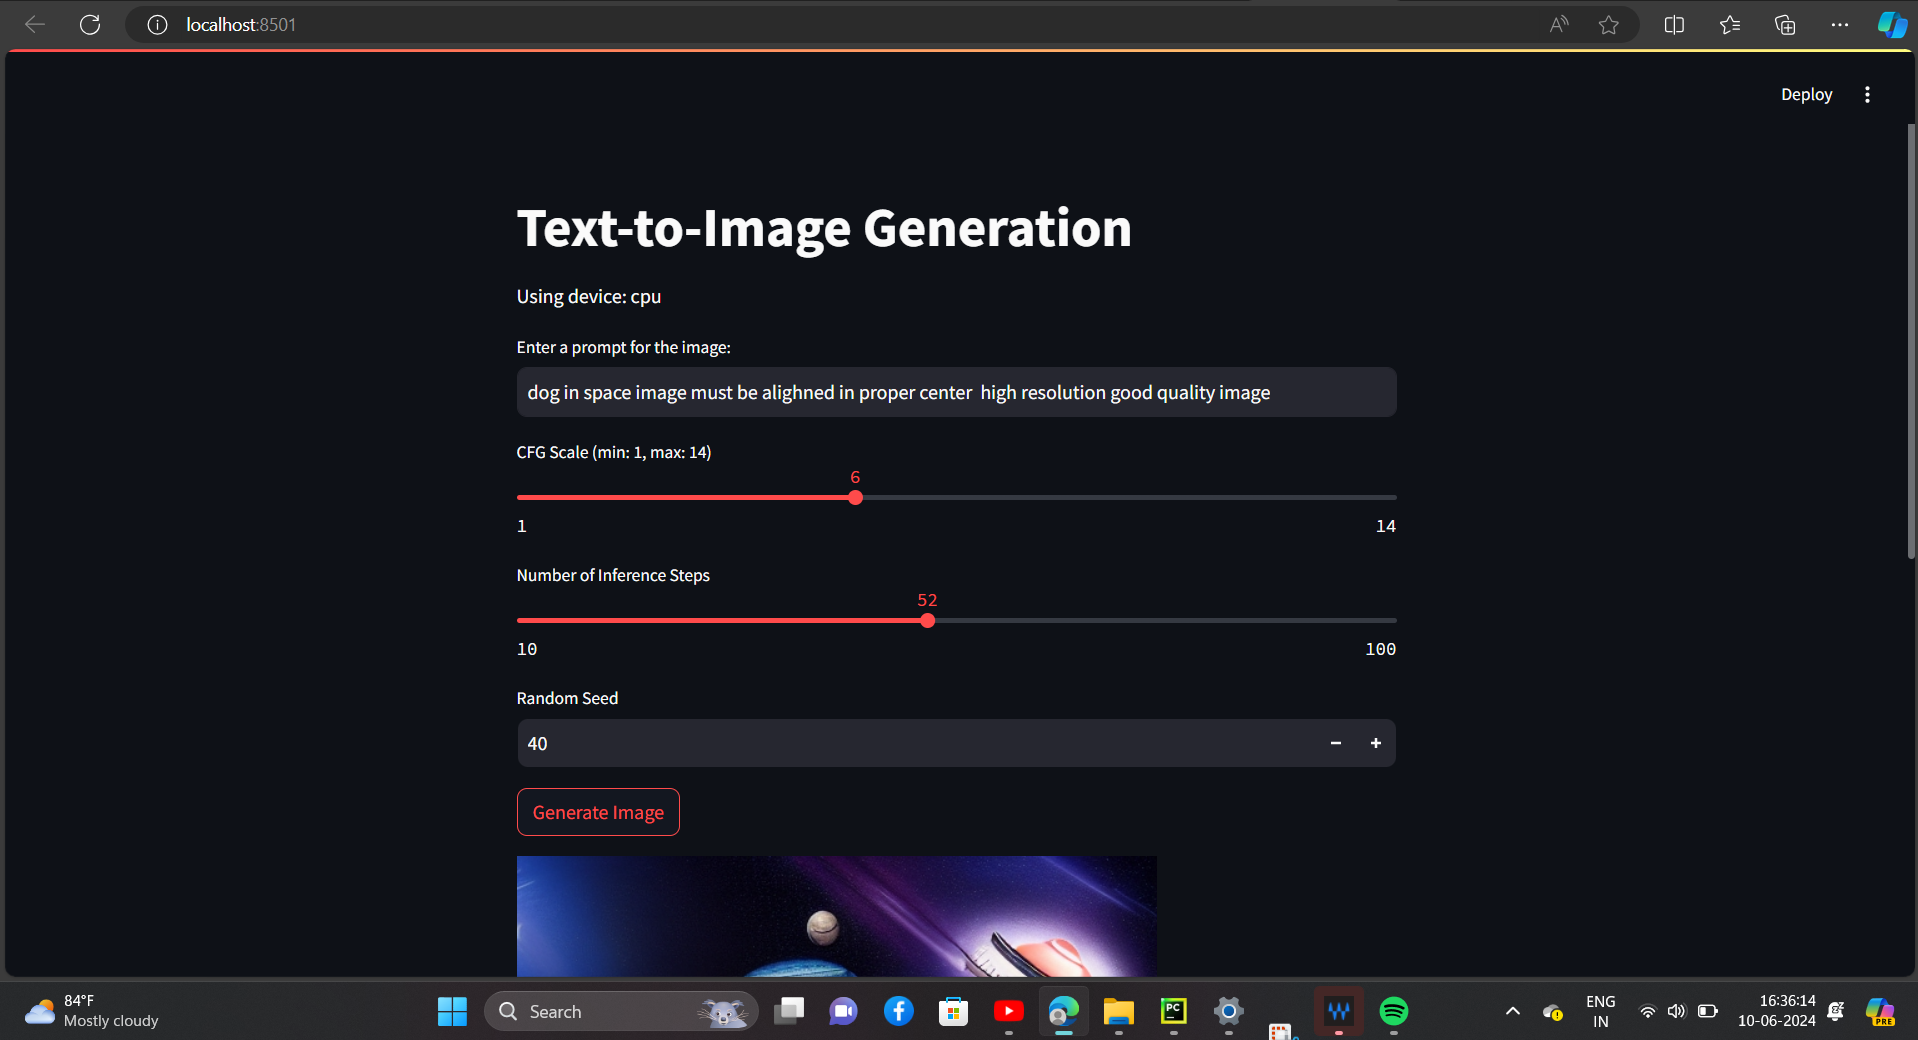 localhost:8501
Deploy
Text-to-Image Generation
Using device: cpu
Enter a prompt for the image:
dog in space image must be alighned in proper center  high resolution good quality image
CFG Scale (min: 1, max: 14)
6
1 14
Number of Inference Steps
52
10 100
Random Seed
40
Generate Image
84°F
Mostly cloudy
Search
PC
ENG
IN
16:36:14
10-06-2024
PRE